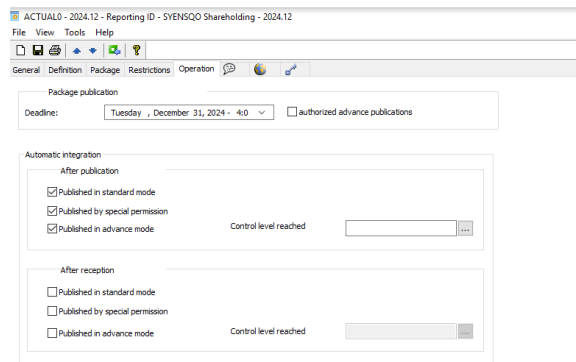 ACTUAL0 - 2024.12 - Reporting ID - SYENSQO Shareholding - 2024.12
File View Tools Help
General Definition Package Restrictions Operation
Package publication
Deadline: Tuesday , December 31, 2024 - 4:0 authorized advance publications
Automatic integration
After publication
Published in standard mode
Published by special permission
Published in advance mode Control level reached ...
After reception
Published in standard mode
Published by special permission
Published in advance mode Control level reached ...